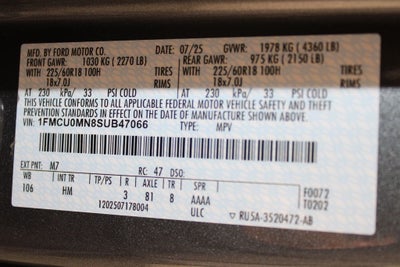 MFD. BY FORD MOTOR CO. 07/25 GVWR: 1978 KG ( 4360 LB)
FRONT GAWR: 1030 KG ( 2270 LB) REAR GAWR: 975 KG ( 2150 LB)
WITH 225/60R18 100H TIRES WITH 225/60R18 100H TIRES
18x7.0J RIMS 18x7.0J RIMS
AT 230 kPa/ 33 PSI COLD AT 230 kPa/ 33 PSI COLD
THIS VEHICLE CONFORMS TO ALL APPLICABLE FEDERAL MOTOR VEHICLE SAFETY AND THEFT
PREVENTION STANDARDS IN EFFECT ON THE DATE OF MANUFACTURE SHOWN ABOVE.
VIN: 1FMCU0MN8SUB47066 TYPE: MPV
EXT PNT: M7 RC: 47 DSO:
WB INT TR TP/PS R AXLE TR SPR F0072
106 HM 3 81 8 AAAA T0202
1202507178004 ULC RU5A-3520472-AB